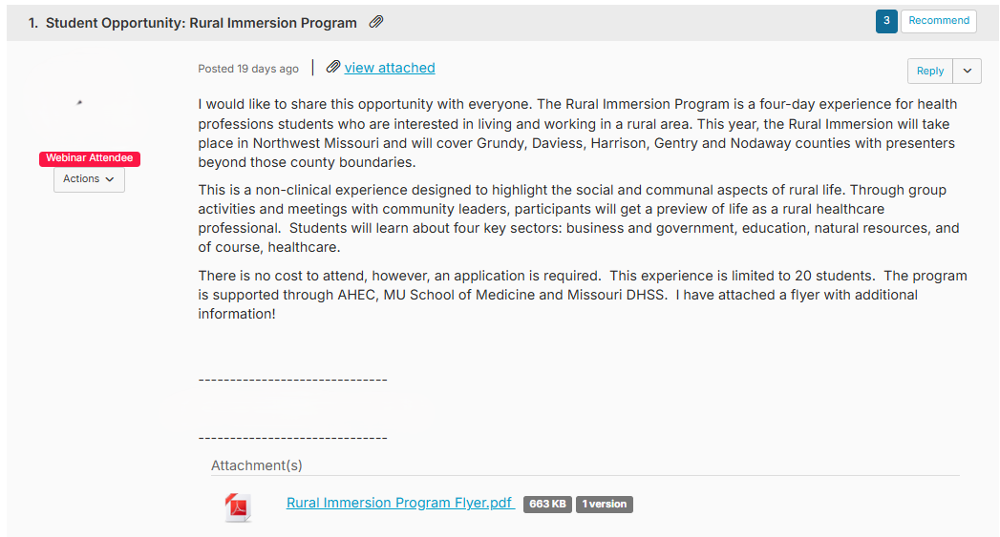 1. Student Opportunity: Rural Immersion Program
3 Recommend
Posted 19 days ago | view attached
Reply
I would like to share this opportunity with everyone. The Rural Immersion Program is a four-day experience for health
professions students who are interested in living and working in a rural area. This year, the Rural Immersion will take
place in Northwest Missouri and will cover Grundy, Daviess, Harrison, Gentry and Nodaway counties with presenters
beyond those county boundaries.
Webinar Attendee
Actions
This is a non-clinical experience designed to highlight the social and communal aspects of rural life. Through group
activities and meetings with community leaders, participants will get a preview of life as a rural healthcare
professional.  Students will learn about four key sectors: business and government, education, natural resources, and
of course, healthcare.
There is no cost to attend, however, an application is required.  This experience is limited to 20 students.  The program
is supported through AHEC, MU School of Medicine and Missouri DHSS.  I have attached a flyer with additional
information!
------------------------------
------------------------------
Attachment(s)
Rural Immersion Program Flyer.pdf 663 KB 1 version